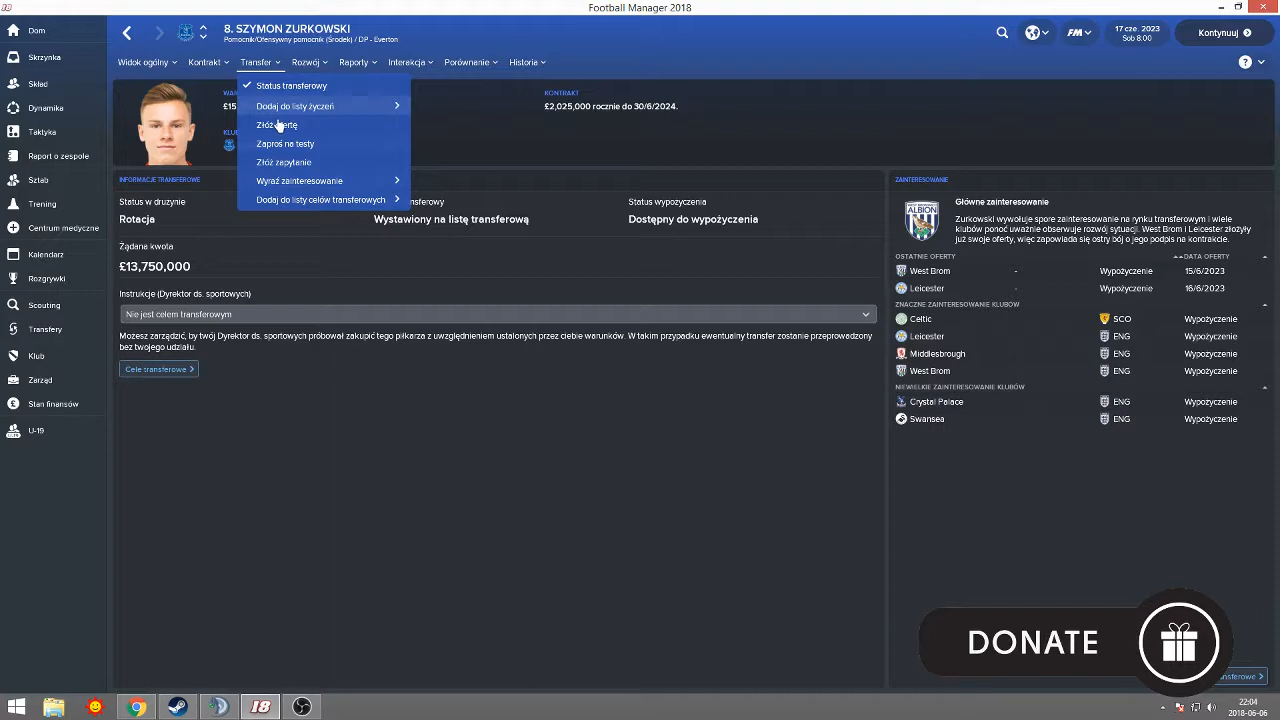 Football Manager 2018
Dom
Skrzynka
Skład
Dynamika
Taktyka
Raport o zespole
Sztab
Trening
Centrum medyczne
Kalendarz
Rozgrywki
Scouting
Transfery
Klub
Zarząd
Stan finansów
U-19
8. SZYMON ZURKOWSKI
Pomocnik/Ofensywny pomocnik (Środek) / DP - Everton
FM
17 cze. 2023
Sob 8:00
Kontynuuj
Widok ogólny
Kontrakt
Transfer
Rozwój
Raporty
Interakcja
Porównanie
Historia
Status transferowy
Dodaj do listy życzeń
Złóż
Zaproś na testy
Złóż zapytanie
Wyraź zainteresowanie
Dodaj do listy celów transferowych
KONTRAKT
£2,025,000 rocznie do 30/6/2024.
INFORMACJE TRANSFEROWE
Status w drużynie
Rotacja
Wystawiony na listę transferową
Status wypożyczenia
Dostępny do wypożyczenia
Żądana kwota
£13,750,000
Instrukcje (Dyrektor ds. sportowych)
Nie jest celem transferowym
Możesz zarządzić, by twój Dyrektor ds. sportowych próbował zakupić tego piłkarza z uwzględnieniem ustalonych przez ciebie warunków. W takim przypadku ewentualny transfer zostanie przeprowadzony
bez twojego udziału.
Cele transferowe
ZAINTERESOWANIE
Główne zainteresowanie
Zurkowski wywołuje spore zainteresowanie na rynku transferowym i wiele
klubów ponoć uważnie obserwuje rozwój sytuacji. West Brom i Leicester złożyły
już swoje oferty, więc zapowiada się ostry bój o jego podpis na kontrakcie.
OSTATNIE OFERTY
DATA OFERTY
West Brom - Wypożyczenie 15/6/2023
Leicester - Wypożyczenie 16/6/2023
ZNACZNE ZAINTERESOWANIE KLUBÓW
Celtic SCO Wypożyczenie
Leicester ENG Wypożyczenie
Middlesbrough ENG Wypożyczenie
West Brom ENG Wypożyczenie
NIEWIELKIE ZAINTERESOWANIE KLUBÓW
Crystal Palace ENG Wypożyczenie
Swansea ENG Wypożyczenie
DONATE
22:04
2018-06-06